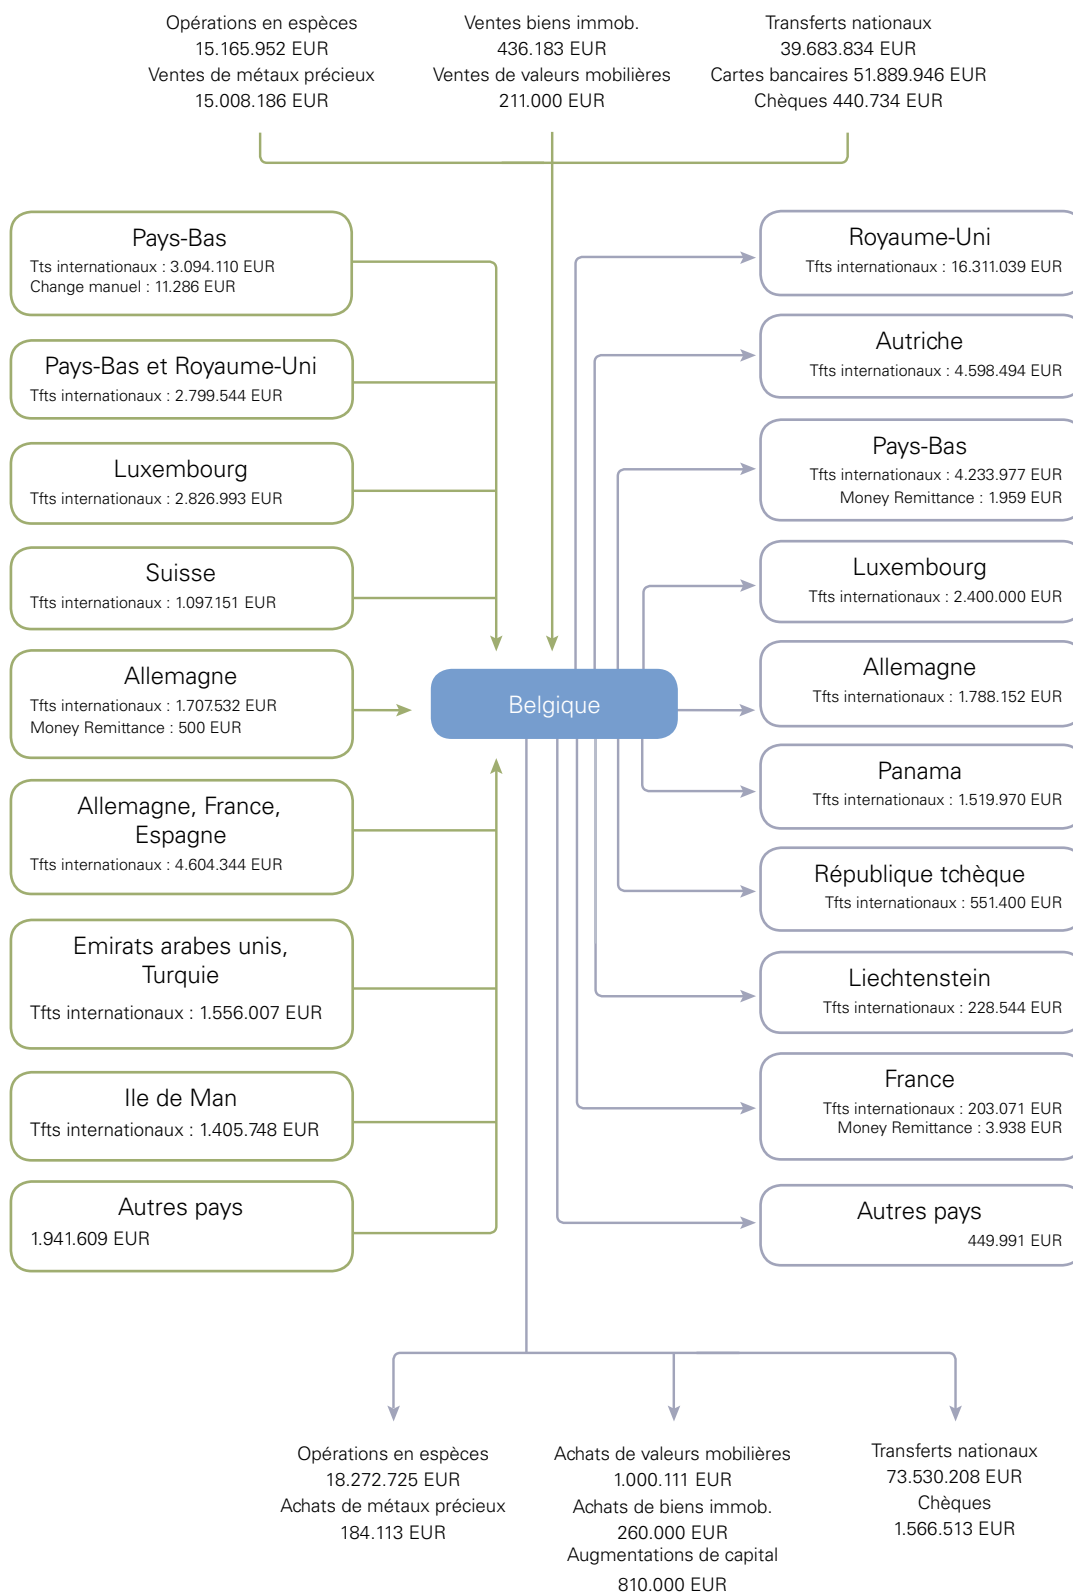 Opérations en espèces
15.165.952 EUR
Ventes de métaux précieux
15.008.186 EUR
Ventes biens immob.
436.183 EUR
Ventes de valeurs mobilières
211.000 EUR
Transferts nationaux
39.683.834 EUR
Cartes bancaires 51.889.946 EUR
Chèques 440.734 EUR
Pays-Bas
Tts internationaux : 3.094.110 EUR
Change manuel : 11.286 EUR
Pays-Bas et Royaume-Uni
Tfts internationaux : 2.799.544 EUR
Luxembourg
Tfts internationaux : 2.826.993 EUR
Suisse
Tfts internationaux : 1.097.151 EUR
Allemagne
Tfts internationaux : 1.707.532 EUR
Money Remittance : 500 EUR
Allemagne, France,
Espagne
Tfts internationaux : 4.604.344 EUR
Emirats arabes unis,
Turquie
Tfts internationaux : 1.556.007 EUR
Ile de Man
Tfts internationaux : 1.405.748 EUR
Autres pays
1.941.609 EUR
Belgique
Royaume-Uni
Tfts internationaux : 16.311.039 EUR
Autriche
Tfts internationaux : 4.598.494 EUR
Pays-Bas
Tfts internationaux : 4.233.977 EUR
Money Remittance : 1.959 EUR
Luxembourg
Tfts internationaux : 2.400.000 EUR
Allemagne
Tfts internationaux : 1.788.152 EUR
Panama
Tfts internationaux : 1.519.970 EUR
République tchèque
Tfts internationaux : 551.400 EUR
Liechtenstein
Tfts internationaux : 228.544 EUR
France
Tfts internationaux : 203.071 EUR
Money Remittance : 3.938 EUR
Autres pays
449.991 EUR
Opérations en espèces
18.272.725 EUR
Achats de métaux précieux
184.113 EUR
Achats de valeurs mobilières
1.000.111 EUR
Achats de biens immob.
260.000 EUR
Augmentations de capital
810.000 EUR
Transferts nationaux
73.530.208 EUR
Chèques
1.566.513 EUR